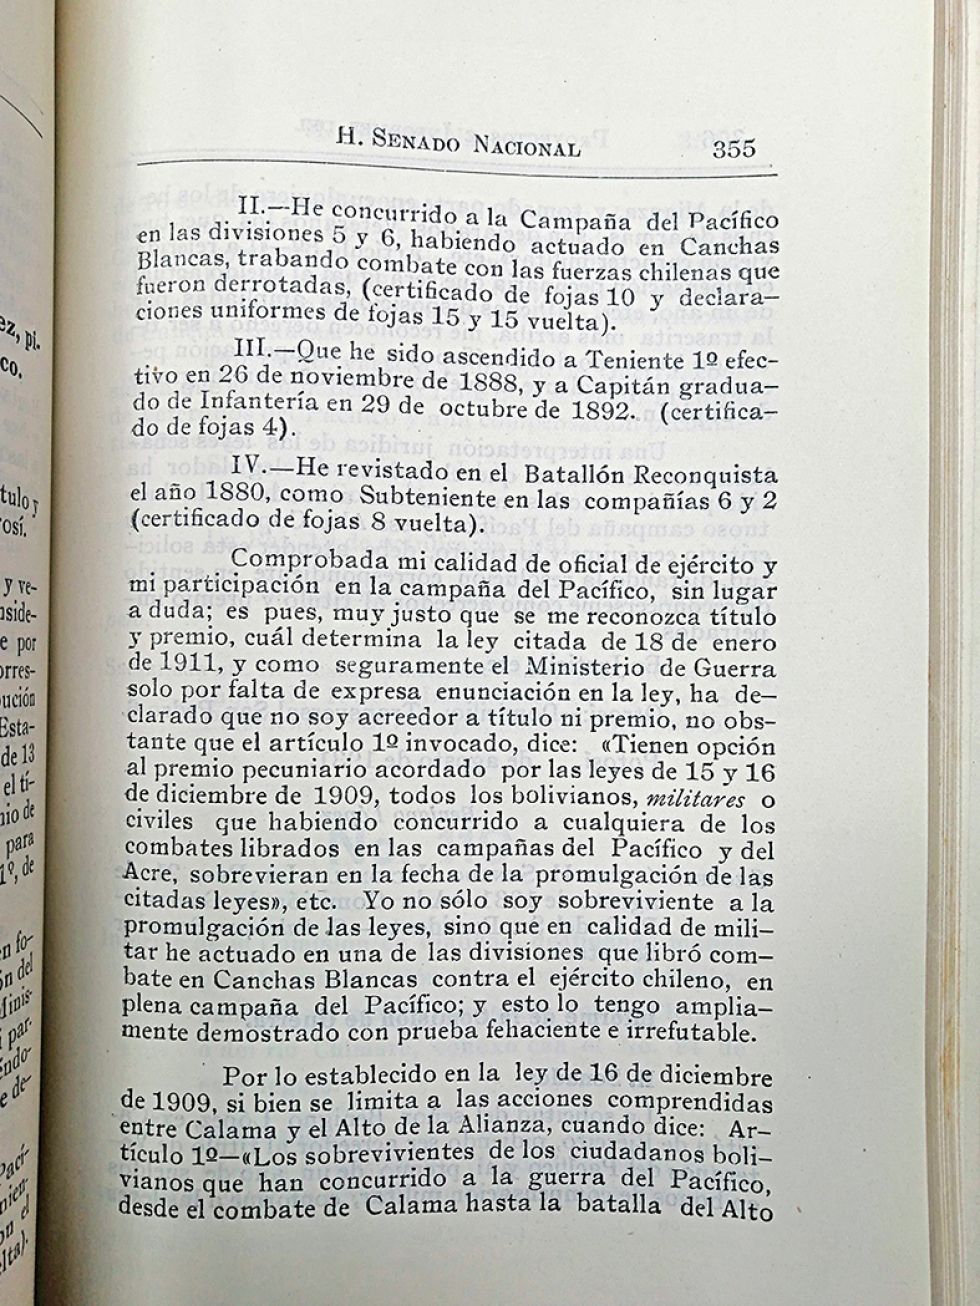 H. SENADO NACIONAL 355
II.—He concurrido a la Campaña del Pacífico
en las divisiones 5 y 6, habiendo actuado en Canchas
Blancas, trabando combate con las fuerzas chilenas que
fueron derrotadas, (certificado de fojas 10 y declara-
ciones uniformes de fojas 15 y 15 vuelta).
III.—Que he sido ascendido a Teniente 1º efec-
tivo en 26 de noviembre de 1888, y a Capitán gradua-
do de Infantería en 29 de octubre de 1892. (certifica-
do de fojas 4).
IV.—He revistado en el Batallón Reconquista
el año 1880, como Subteniente en las compañías 6 y 2
(certificado de fojas 8 vuelta).
Comprobada mi calidad de oficial de ejército y
mi participación en la campaña del Pacífico, sin lugar
a duda; es pues, muy justo que se me reconozca título
y premio, cuál determina la ley citada de 18 de enero
de 1911, y como seguramente el Ministerio de Guerra
solo por falta de expresa enunciación en la ley, ha de-
clarado que no soy acreedor a título ni premio, no obs-
tante que el artículo 1º invocado, dice: «Tienen opción
al premio pecuniario acordado por las leyes de 15 y 16
de diciembre de 1909, todos los bolivianos, militares o
civiles que habiendo concurrido a cualquiera de los
combates librados en las campañas del Pacífico y del
Acre, sobrevieran en la fecha de la promulgación de las
citadas leyes», etc. Yo no sólo soy sobreviviente a la
promulgación de las leyes, sino que en calidad de mili-
tar he actuado en una de las divisiones que libró com-
bate en Canchas Blancas contra el ejército chileno, en
plena campaña del Pacífico; y esto lo tengo amplia-
mente demostrado con prueba fehaciente e irrefutable.
Por lo establecido en la ley de 16 de diciembre
de 1909, si bien se limita a las acciones comprendidas
entre Calama y el Alto de la Alianza, cuando dice: Ar-
tículo 1º—«Los sobrevivientes de los ciudadanos boli-
vianos que han concurrido a la guerra del Pacífico,
desde el combate de Calama hasta la batalla del Alto